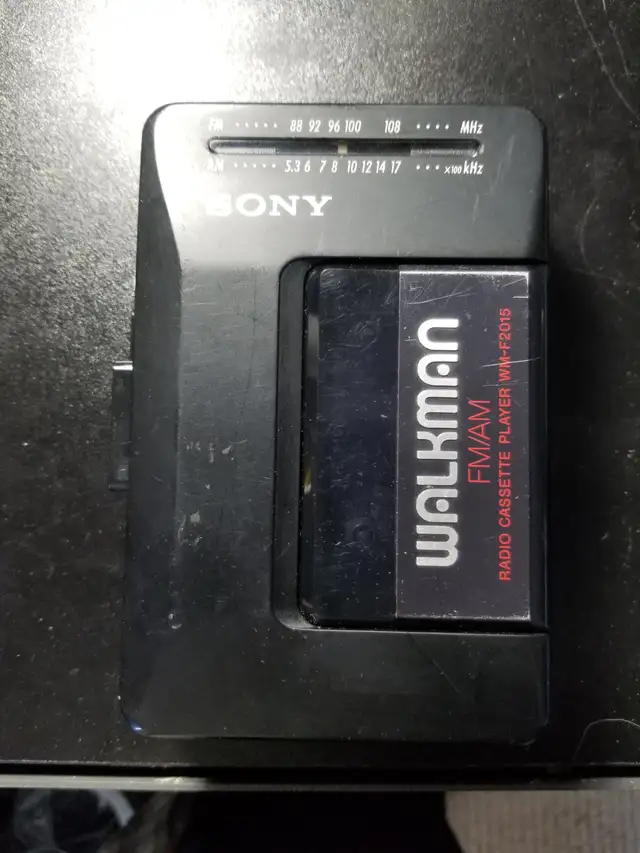 FM ····· 88 92 96 100 108 ···· MHz
AM ····· 5.3 6 7 8 10 12 14 17 ··· x100 kHz
SONY
WALKMAN
FM/AM
RADIO CASSETTE PLAYER WM-F2015